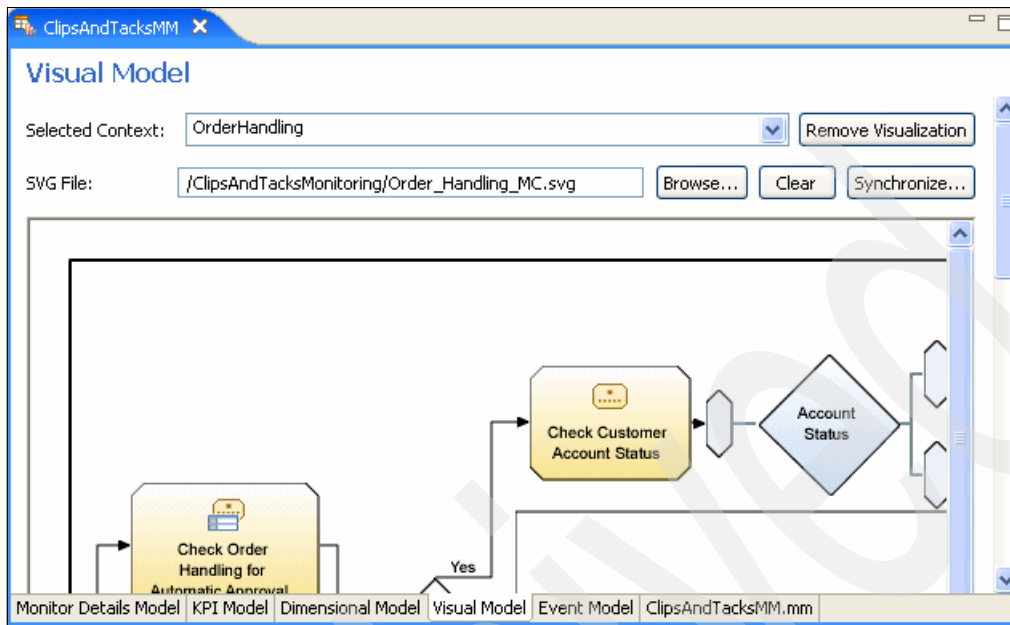 ClipsAndTacksMM
Visual Model
Selected Context: OrderHandling Remove Visualization
SVG File: /ClipsAndTacksMonitoring/Order_Handling_MC.svg Browse... Clear Synchronize...
Check Customer
Account Status
Account
Status
Check Order
Handling for
Automatic Approval
Yes
Monitor Details Model KPI Model Dimensional Model Visual Model Event Model ClipsAndTacksMM.mm